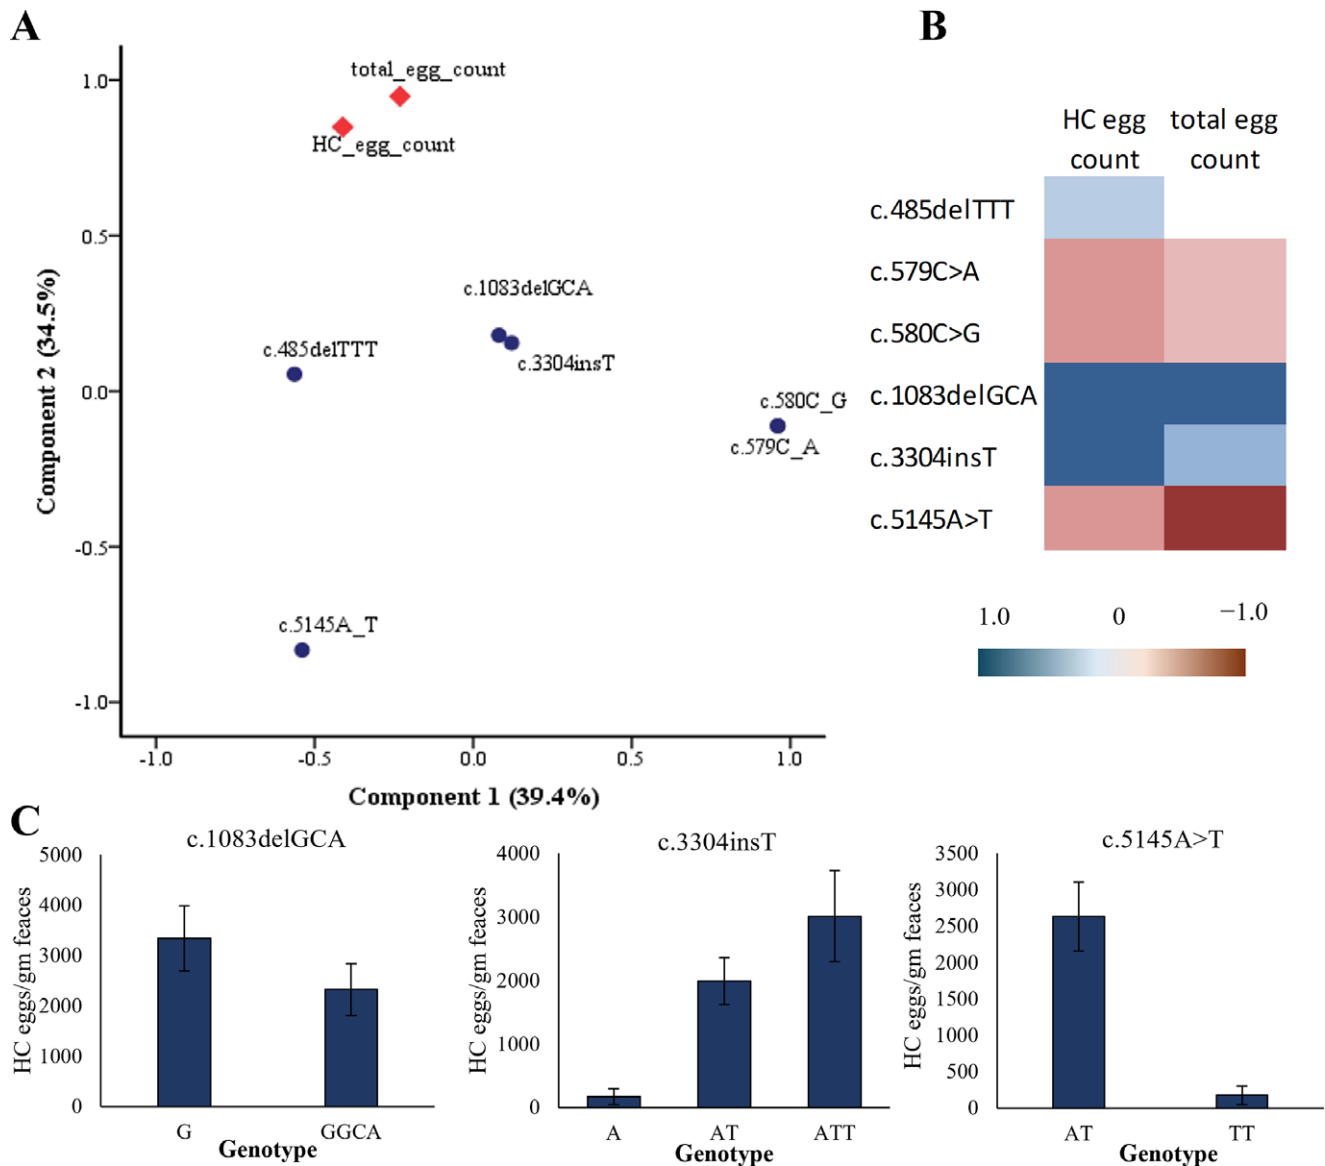 A
total_egg_count
HC_egg_count
c.1083delGCA
c.485delTTT
c.3304insT
c.580C_G
c.579C_A
c.5145A_T
1.0
0.5
0.0
-0.5
-1.0
Component 2 (34.5%)
-1.0
-0.5
0.0
0.5
1.0
Component 1 (39.4%)
B
HC egg
count
total egg
count
c.485delTTT
c.579C>A
c.580C>G
c.1083delGCA
c.3304insT
c.5145A>T
1.0 0 −1.0
C
c.1083delGCA
5000
4000
3000
2000
1000
0
HC eggs/gm feaces
G GGCA
Genotype
c.3304insT
4000
3000
2000
1000
0
HC eggs/gm feaces
A AT ATT
Genotype
c.5145A>T
3500
3000
2500
2000
1500
1000
500
0
HC eggs/gm feaces
AT TT
Genotype